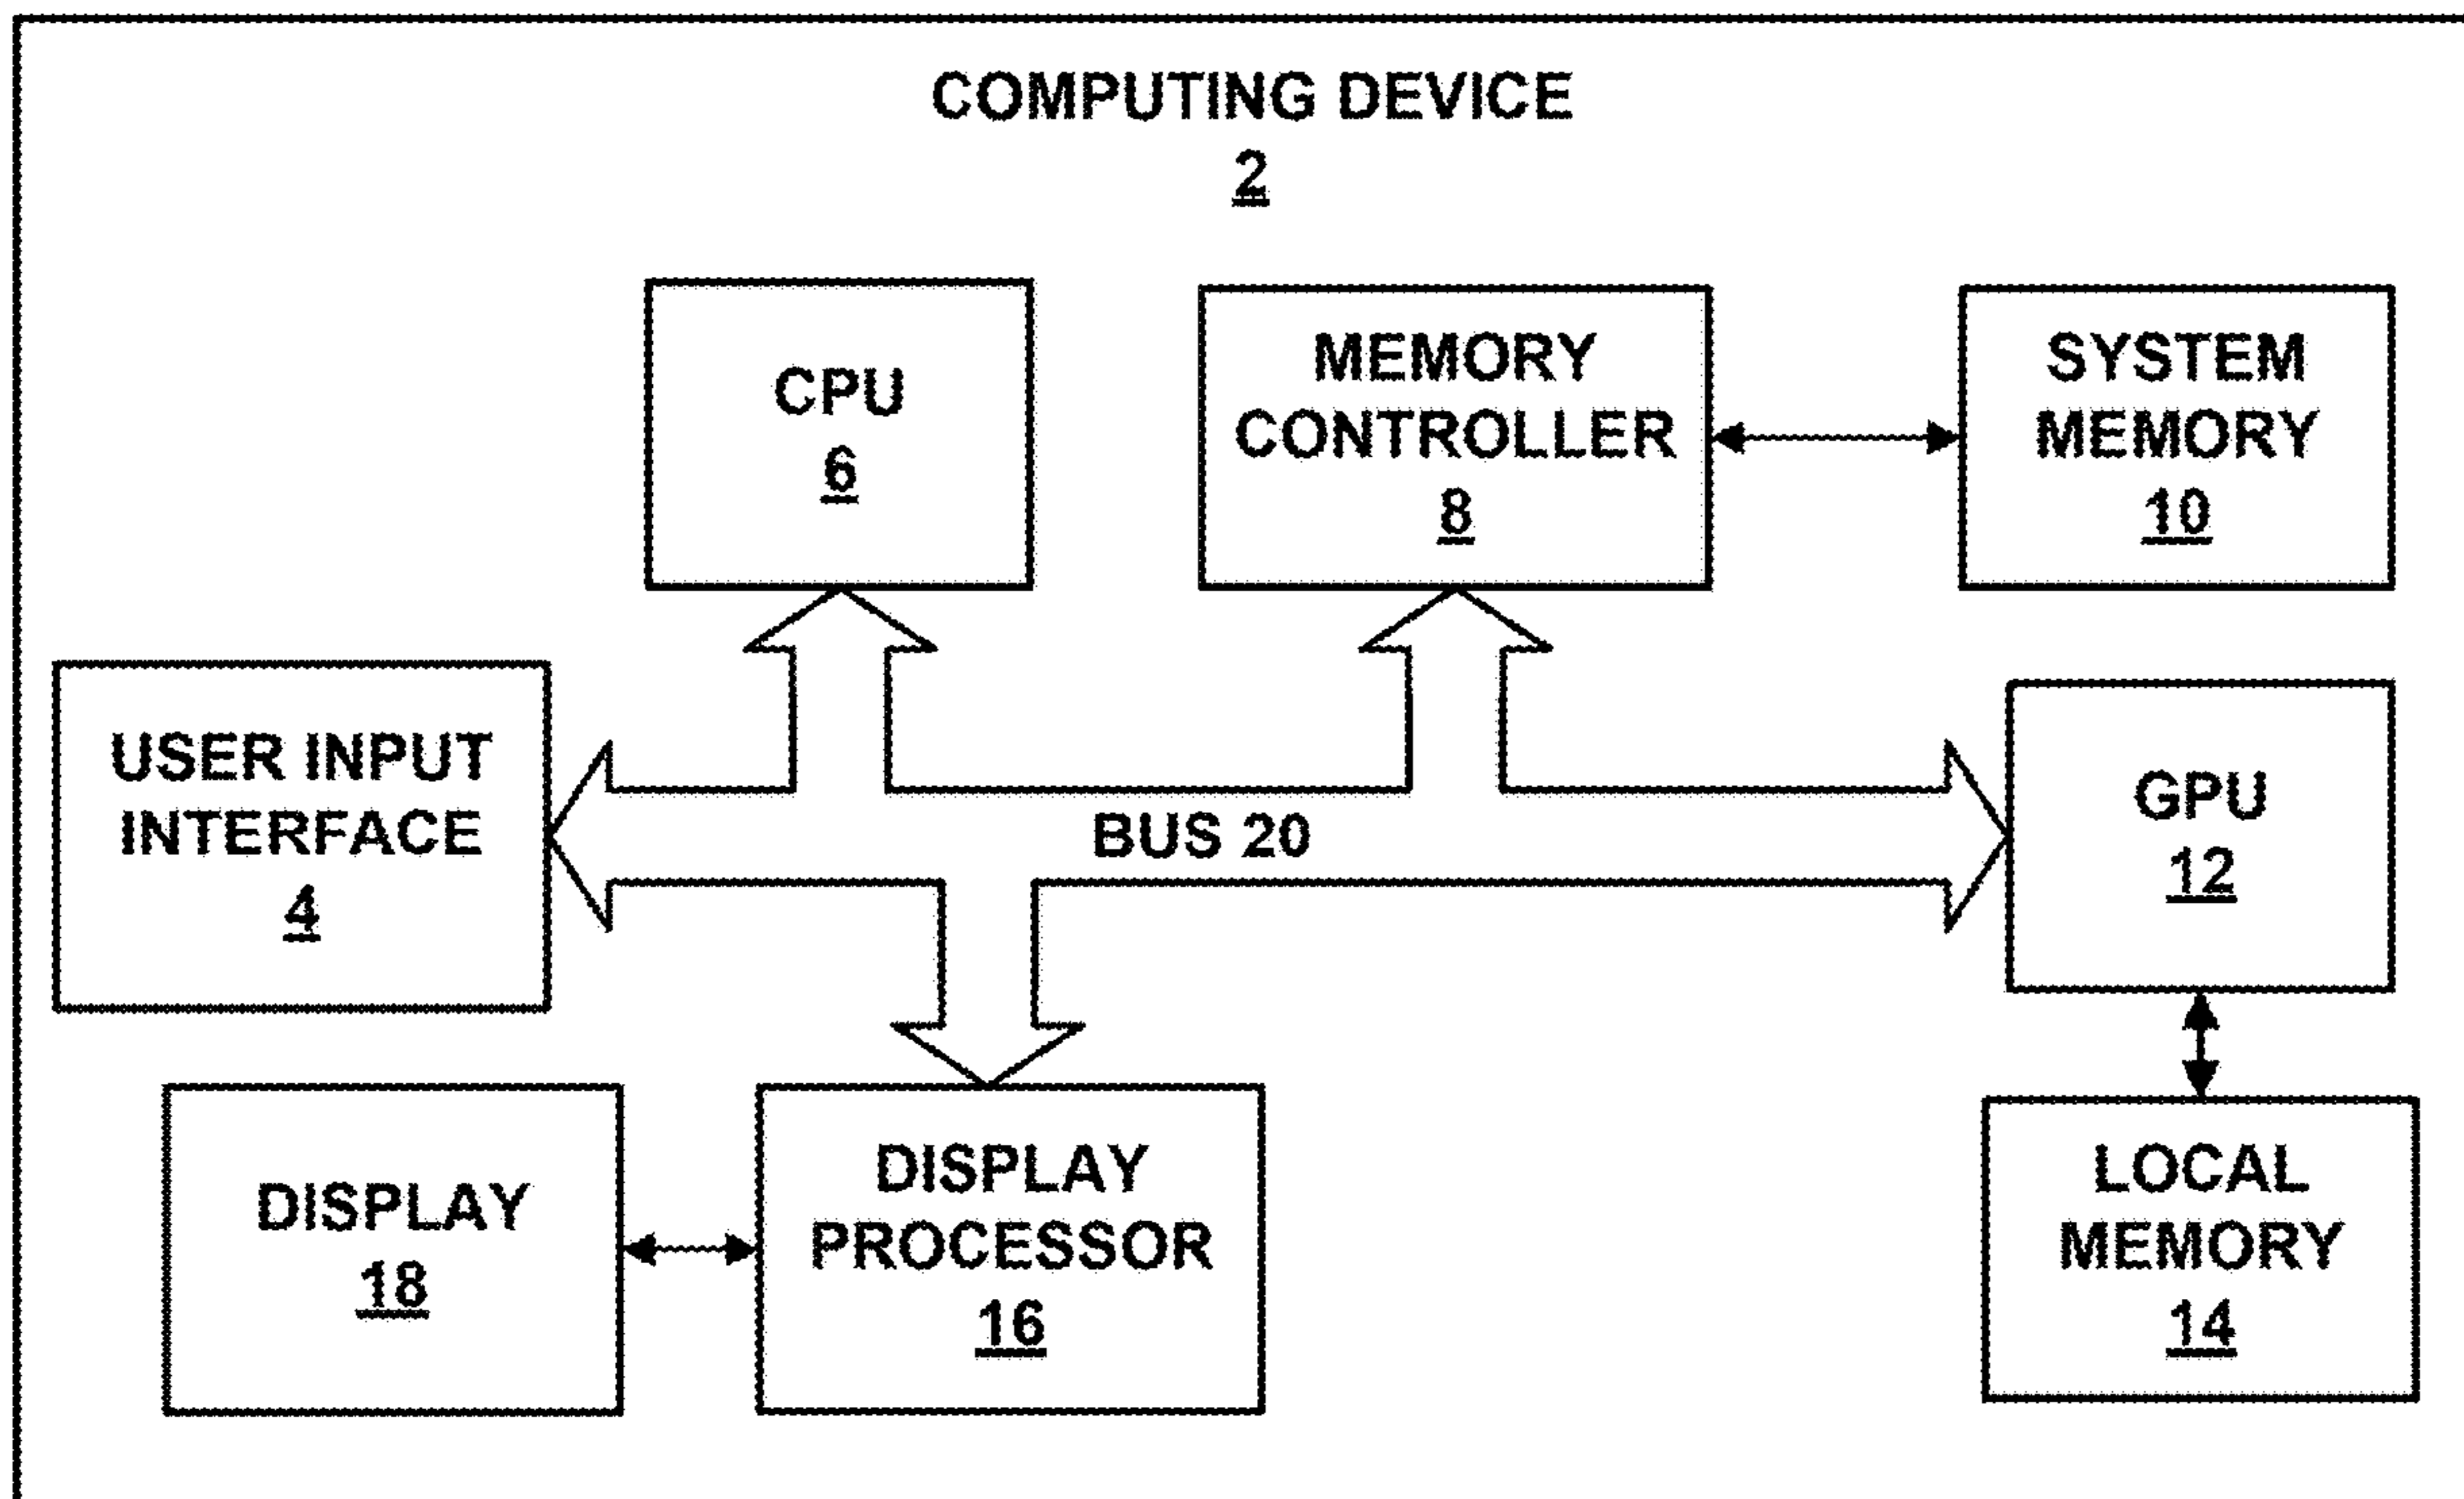 COMPUTING DEVICE
2
CPU
6
MEMORY
CONTROLLER
8
SYSTEM
MEMORY
10
USER INPUT
INTERFACE
4
BUS 20
GPU
12
DISPLAY
18
DISPLAY
PROCESSOR
16
LOCAL
MEMORY
14